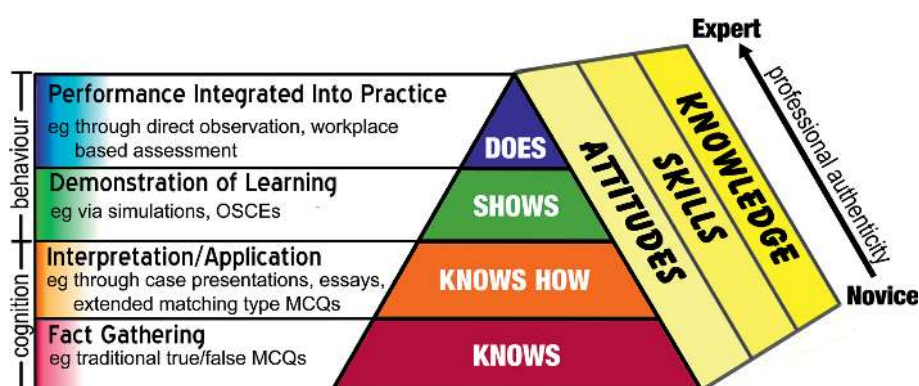 Expert
professional authenticity
Novice
behaviour
cognition
Performance Integrated Into Practice
eg through direct observation, workplace
based assessment
DOES
Demonstration of Learning
eg via simulations, OSCEs
SHOWS
Interpretation/Application
eg through case presentations, essays,
extended matching type MCQs
KNOWS HOW
Fact Gathering
eg traditional true/false MCQs
KNOWS
ATTITUDES
SKILLS
KNOWLEDGE